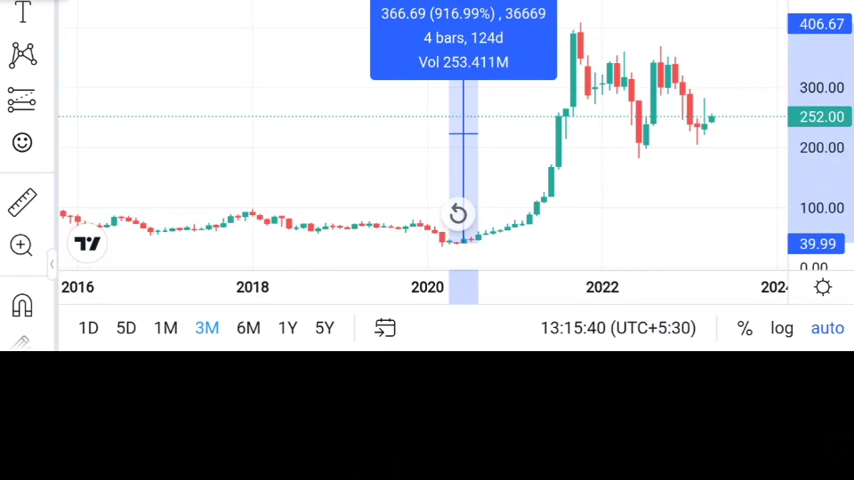 366.69 (916.99%) , 36669
4 bars, 124d
Vol 253.411M
406.67
300.00
252.00
200.00
100.00
39.99
0.00
2016 2018 2020 2022 2024
1D 5D 1M 3M 6M 1Y 5Y 13:15:40 (UTC+5:30) % log auto